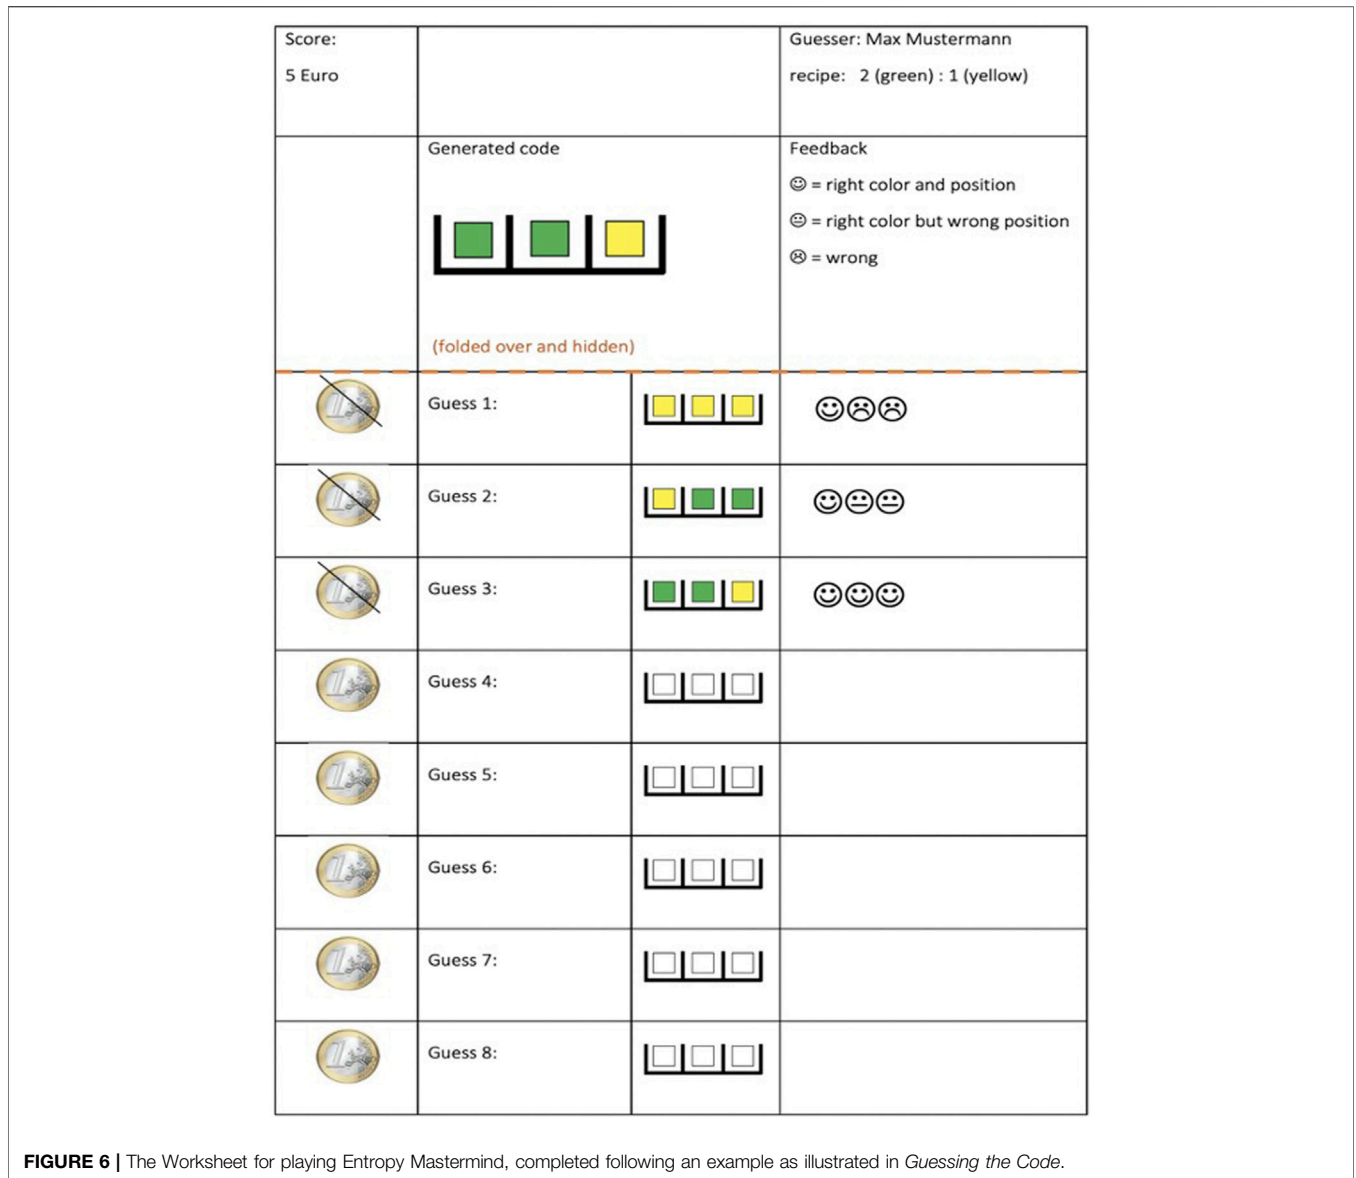 Score:
5 Euro
Guesser: Max Mustermann
recipe: 2 (green) : 1 (yellow)
Generated code
(folded over and hidden)
Feedback
☺ = right color and position
😐 = right color but wrong position
☹ = wrong
Guess 1:
Guess 2:
Guess 3:
Guess 4:
Guess 5:
Guess 6:
Guess 7:
Guess 8:
FIGURE 6 | The Worksheet for playing Entropy Mastermind, completed following an example as illustrated in Guessing the Code.